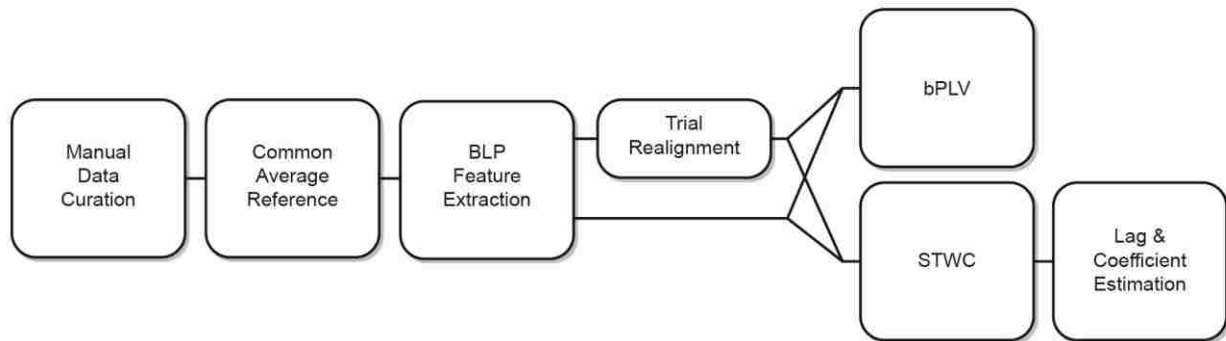 Manual
Data
Curation
Common
Average
Reference
BLP
Feature
Extraction
Trial
Realignment
bPLV
STWC
Lag &
Coefficient
Estimation